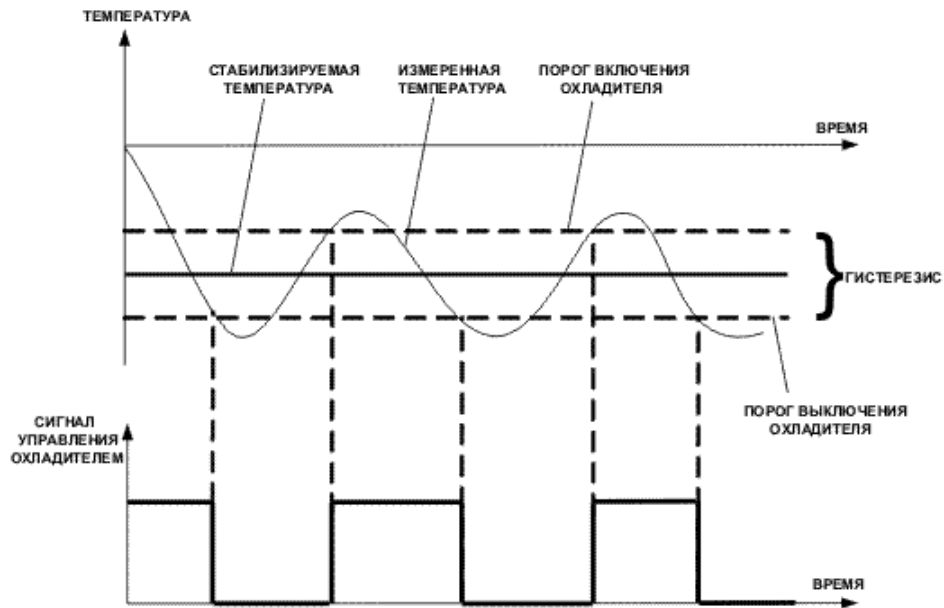 ТЕМПЕРАТУРА
СТАБИЛИЗИРУЕМАЯ
ТЕМПЕРАТУРА
ИЗМЕРЕННАЯ
ТЕМПЕРАТУРА
ПОРОГ ВКЛЮЧЕНИЯ
ОХЛАДИТЕЛЯ
ВРЕМЯ
ГИСТЕРЕЗИС
ПОРОГ ВЫКЛЮЧЕНИЯ
ОХЛАДИТЕЛЯ
СИГНАЛ
УПРАВЛЕНИЯ
ОХЛАДИТЕЛЕМ
ВРЕМЯ